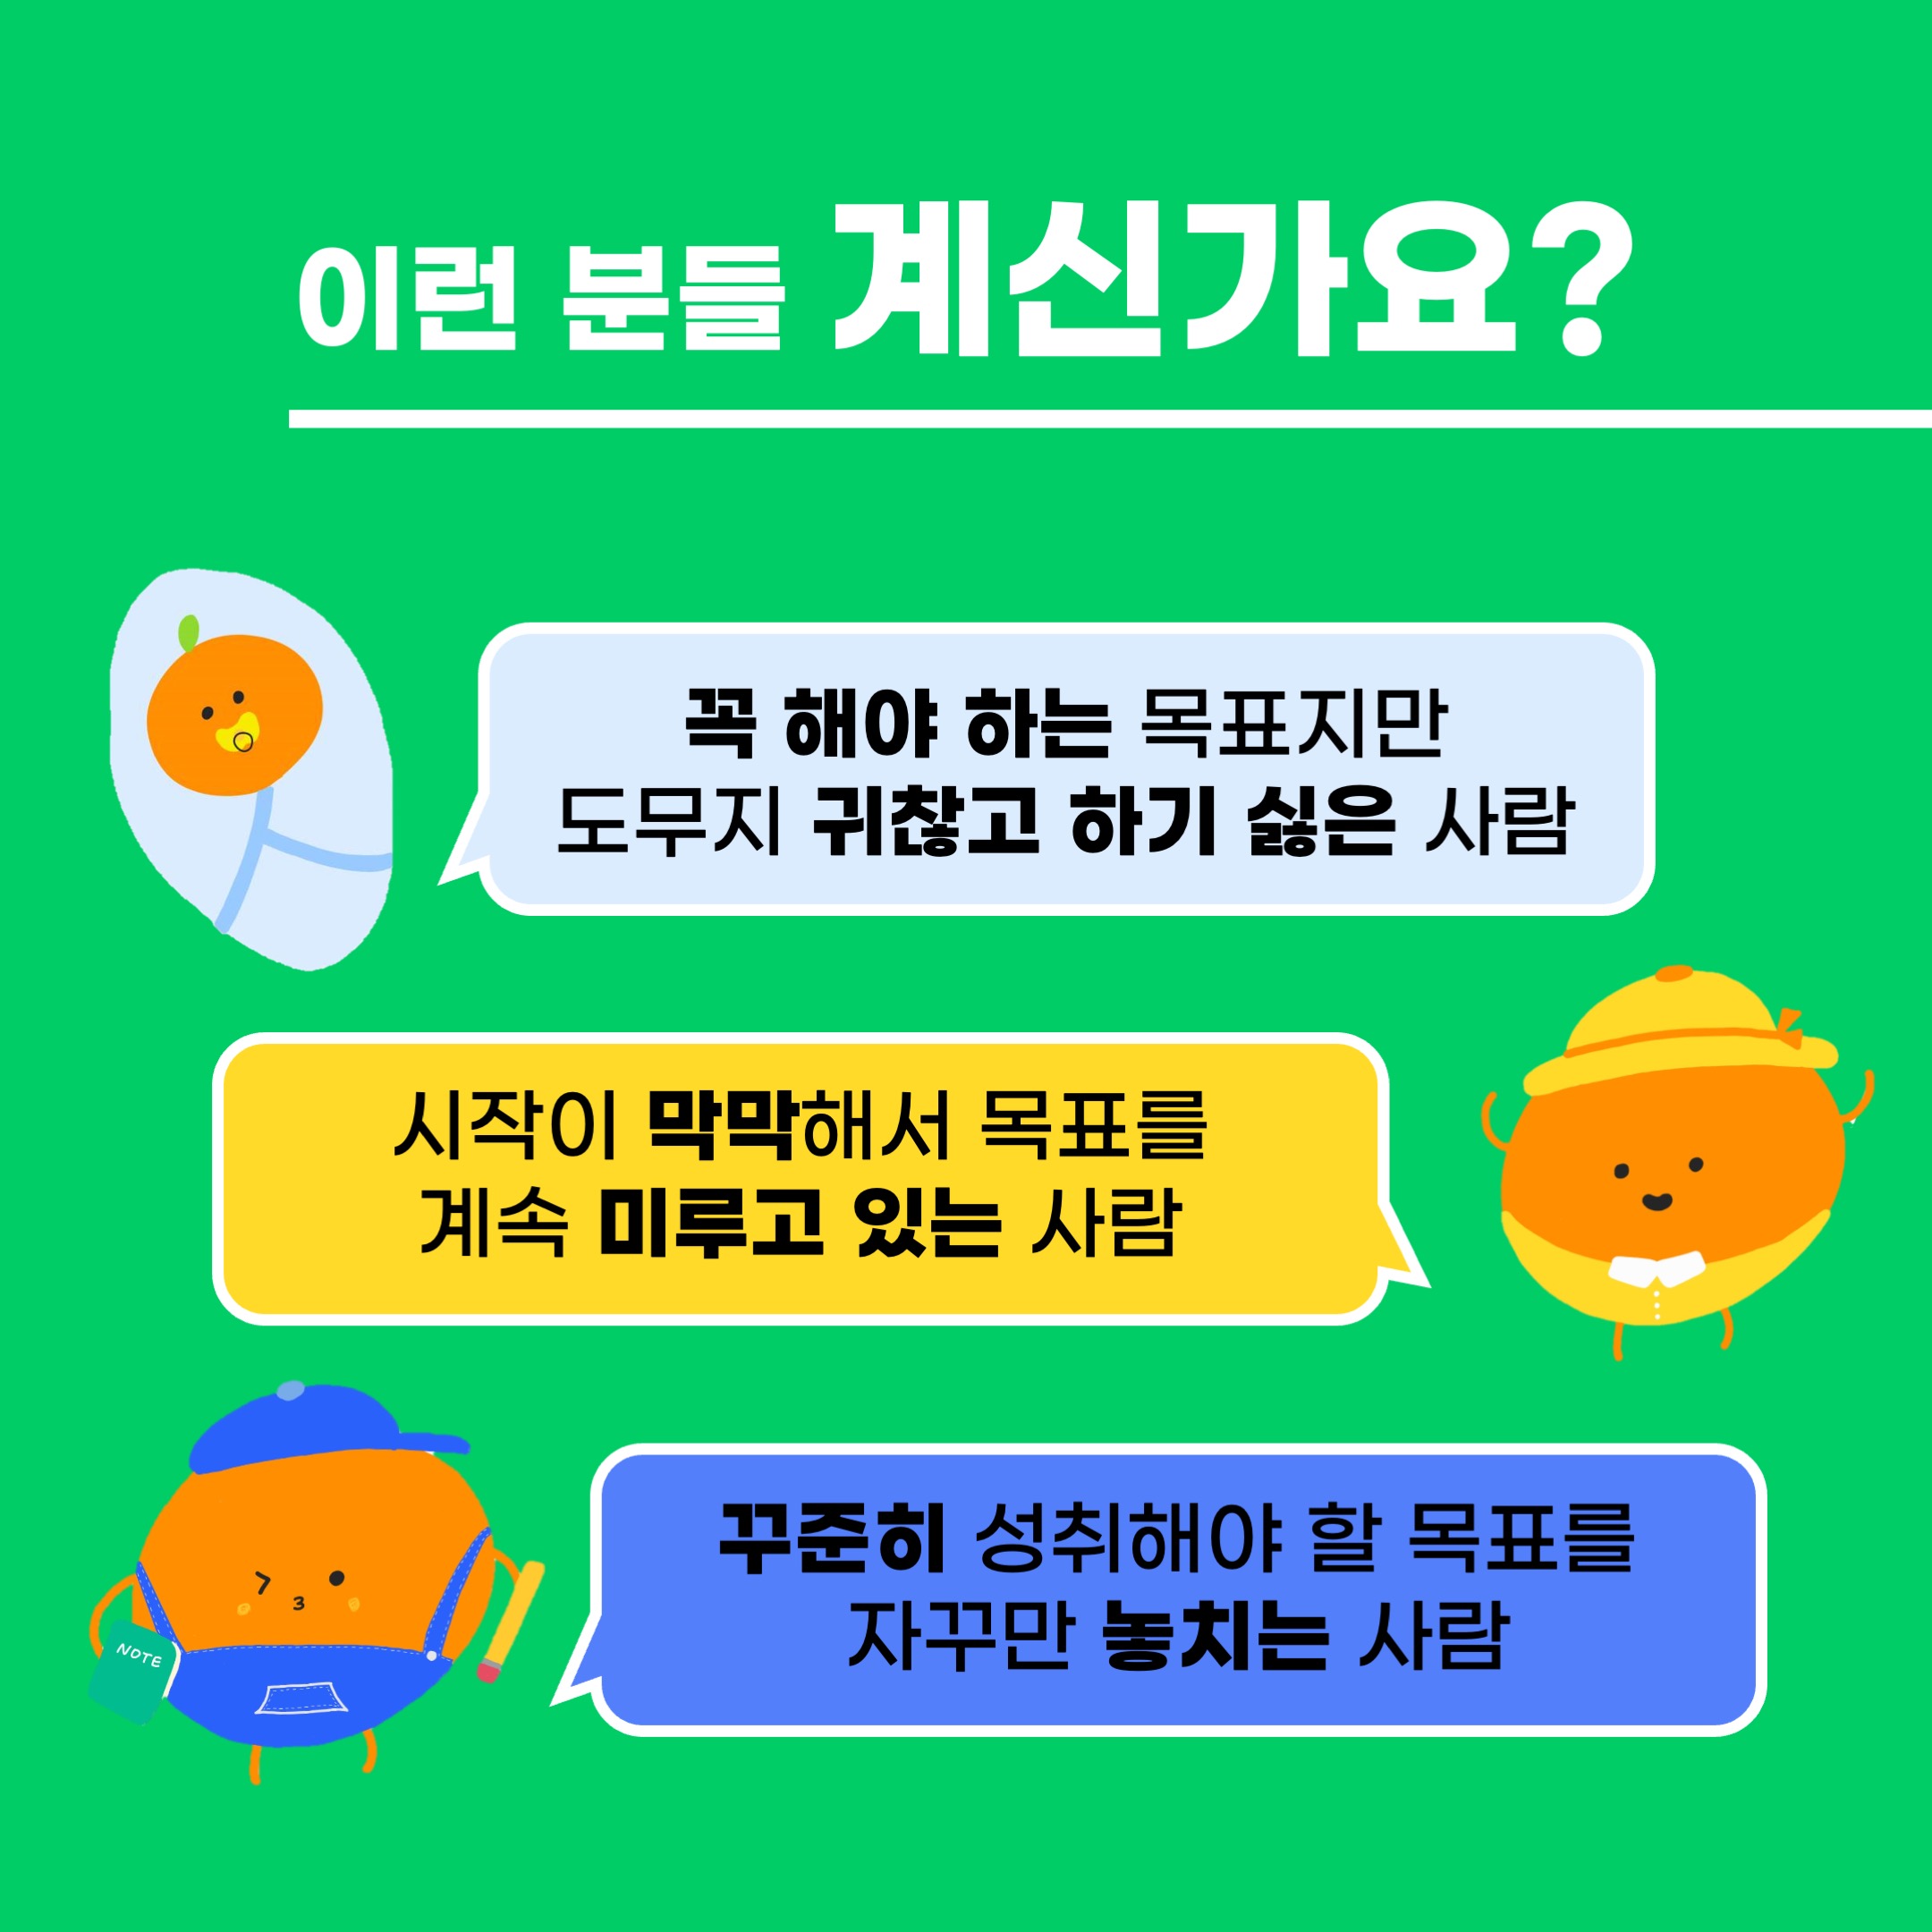 이런 분들 계신가요?
꼭 해야 하는 목표지만
도무지 귀찮고 하기 싫은 사람
시작이 막막해서 목표를
계속 미루고 있는 사람
NOTE
꾸준히 성취해야 할 목표를
자꾸만 놓치는 사람